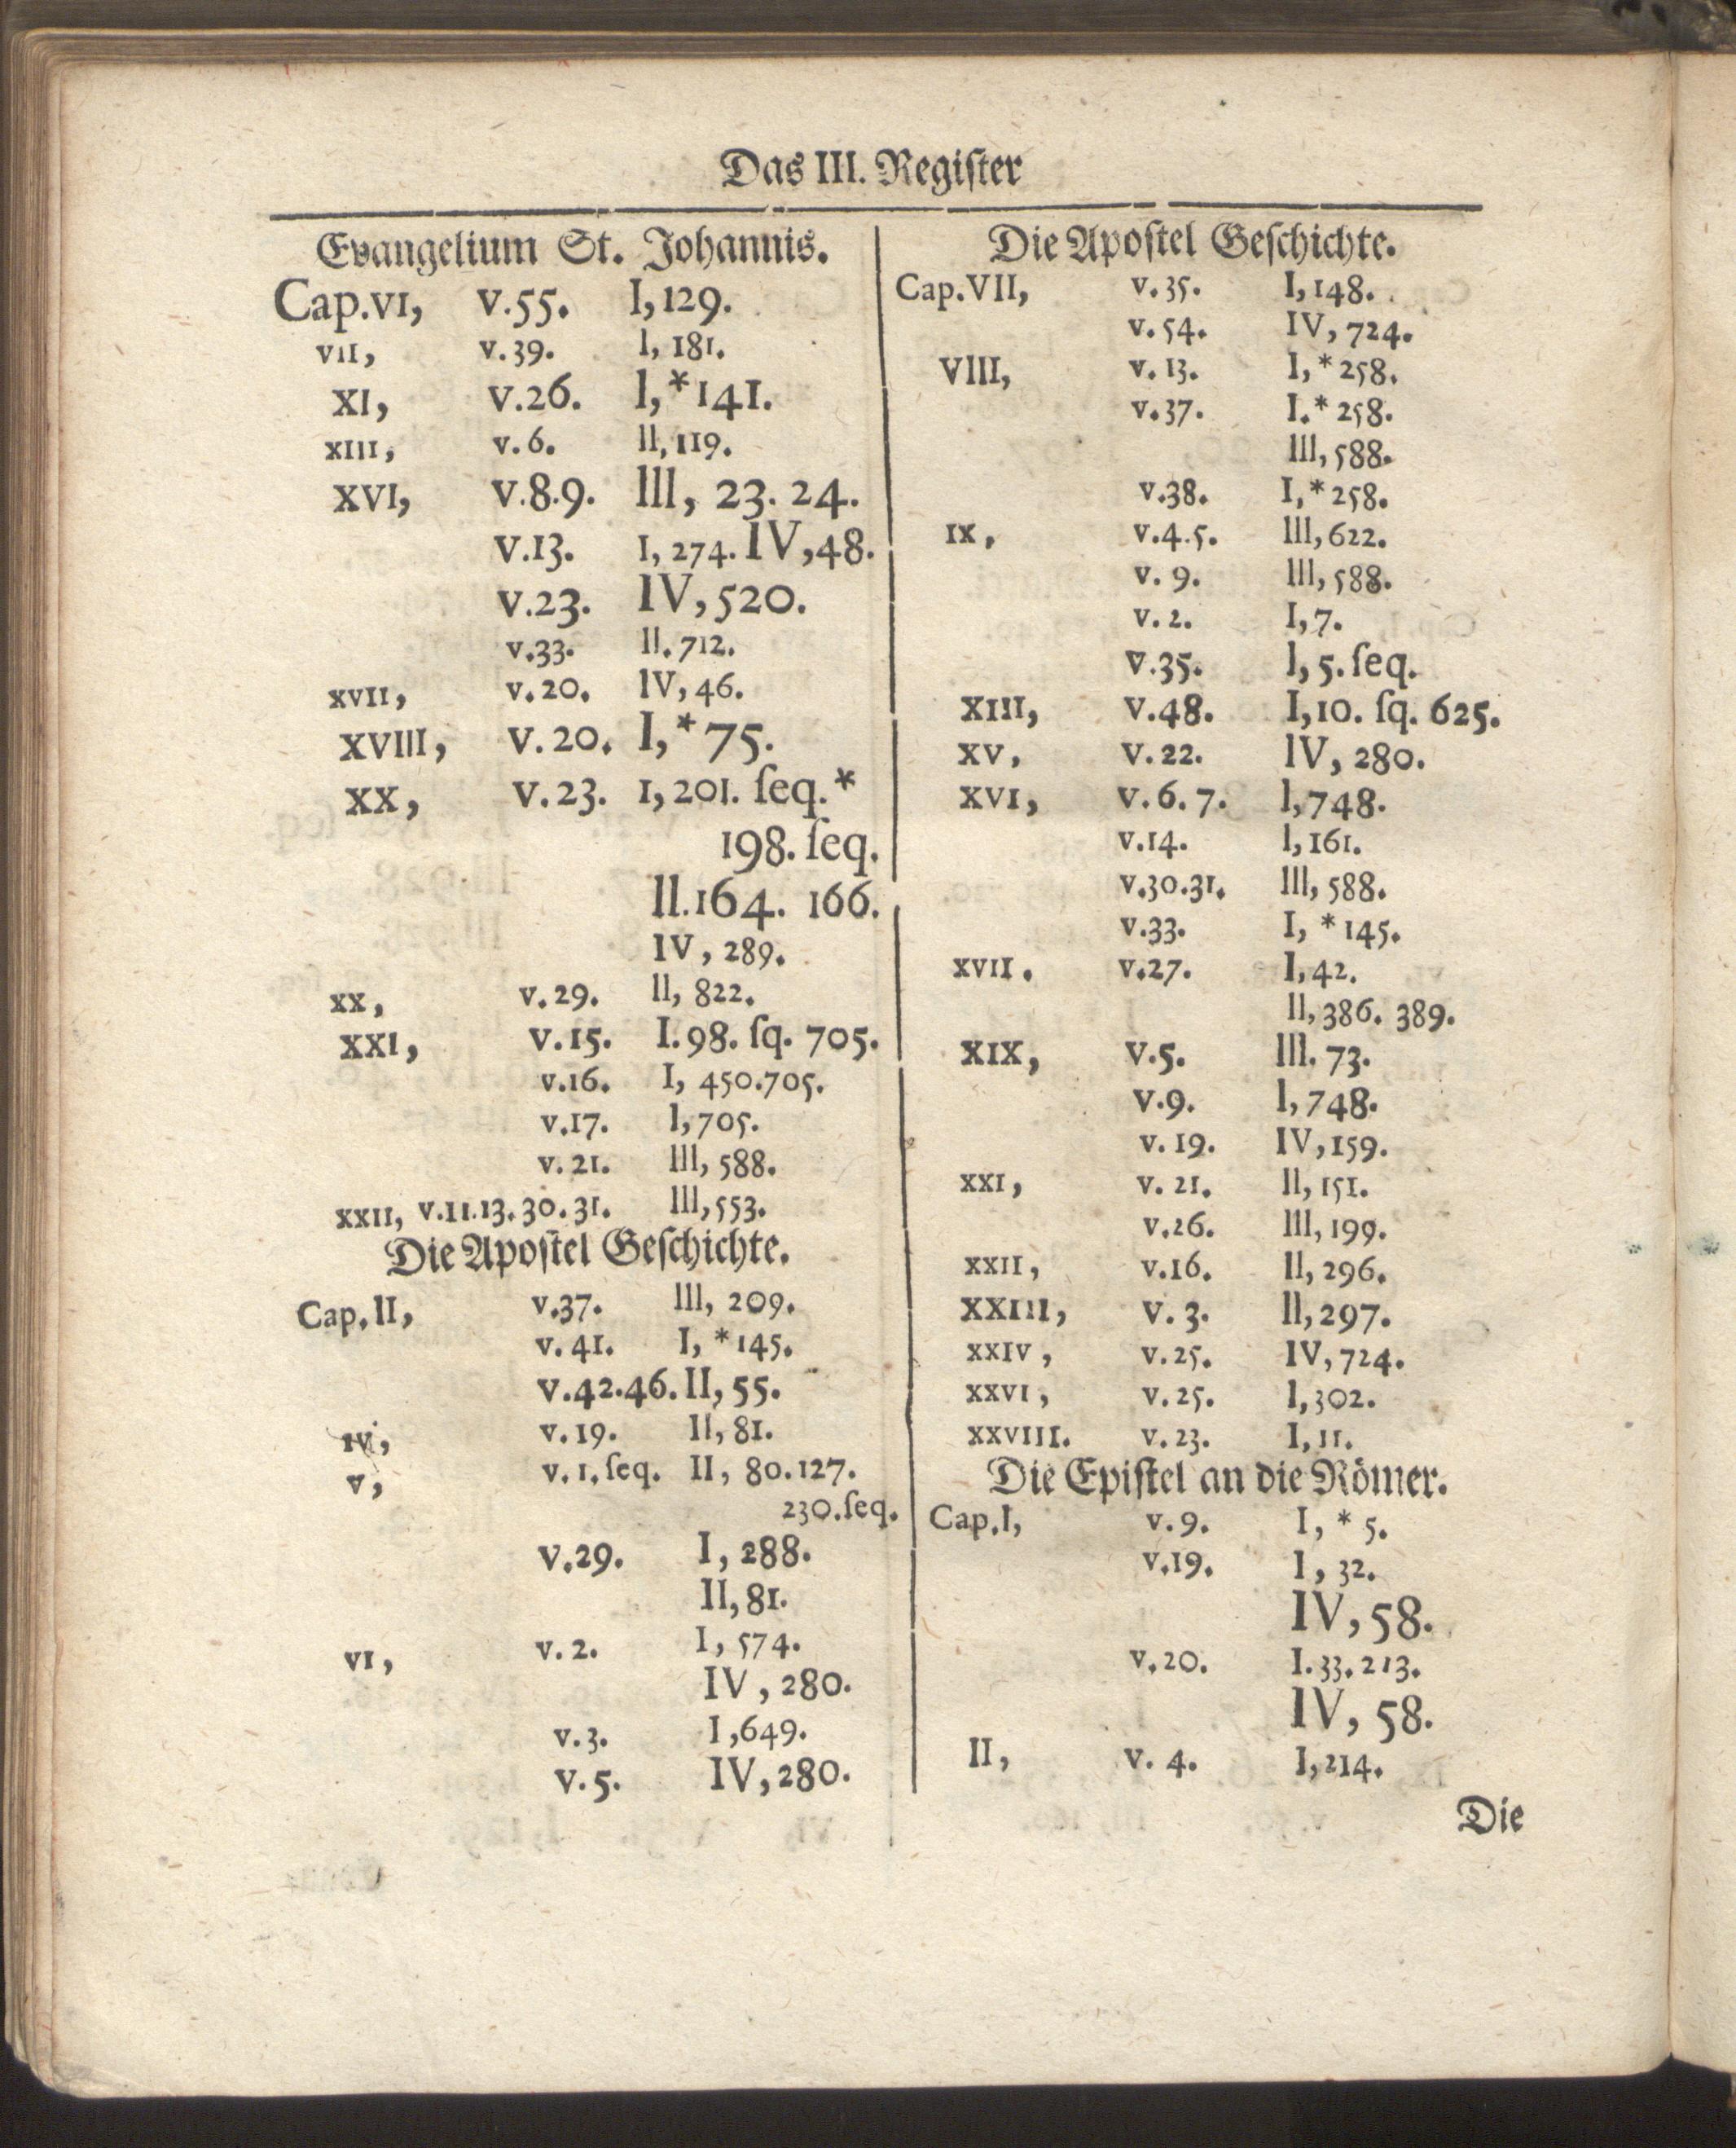 Das III. Regiſter
Evangelium St. Johannis.
Cap.VI, v.55. I, 129.
VII, v.39. I, 181.
XI, v.26. I, *141.
XIII, v.6. II, 119.
XVI, v.8.9. III, 23. 24.
v.13. I, 274. IV, 48.
v.23. IV, 520.
v.33. II. 712.
XVII, v.20. IV, 46.
XVIII, v.20. I, *75.
XX, v.23. I, 201. ſeq.*
198. ſeq.
II.164. 166.
IV, 289.
XX, v.29. II, 822.
XXI, v.15. I.98. ſq. 705.
v.16. I, 450.705.
v.17. I, 705.
v.21. III, 588.
XXII, v.11.13.30.31. III, 553.
Die Apoſtel Geſchichte.
Cap.II, v.37. III, 209.
v.41. I, *145.
v.42.46. II, 55.
IV, v.19. II, 81.
V, v.1.ſeq. II, 80.127.
230.ſeq.
v.29. I, 288.
II, 81.
VI, v.2. I, 574.
IV, 280.
v.3. I, 649.
v.5. IV, 280.
Die Apoſtel Geſchichte.
Cap.VII, v.35. I, 148.
v.54. IV, 724.
VIII, v.13. I, *258.
v.37. I.*258.
III, 588.
v.38. I, *258.
IX, v.4.5. III, 622.
v.9. III, 588.
v.2. I, 7.
v.35. I, 5. ſeq.
XIII, v.48. I, 10. ſq. 625.
XV, v.22. IV, 280.
XVI, v.6.7. I, 748.
v.14. I, 161.
v.30.31. III, 588.
v.33. I, *145.
XVII. v.27. I, 42.
II, 386. 389.
XIX, v.5. III. 73.
v.9. I, 748.
v.19. IV, 159.
XXI, v.21. II, 151.
v.26. III, 199.
XXII, v.16. II, 296.
XXIII, v.3. II, 297.
XXIV, v.25. IV, 724.
XXVI, v.25. I, 302.
XXVIII. v.23. I, 11.
Die Epiſtel an die Römer.
Cap.I, v.9. I, *5.
v.19. I, 32.
IV, 58.
v.20. I.33.213.
IV, 58.
II, v.4. I, 214.
Die